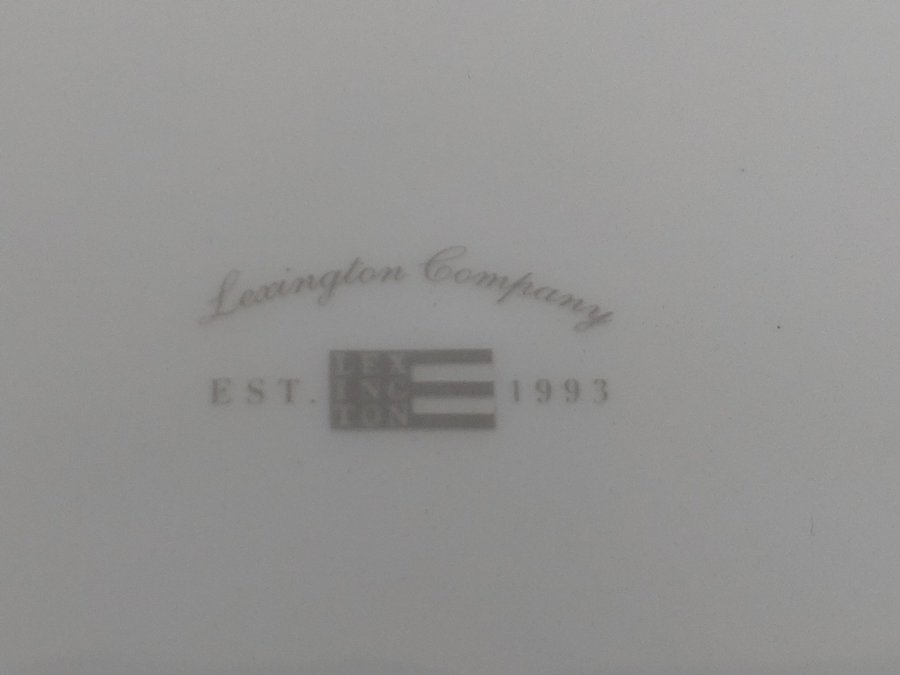 Lexington Company
EST. LEX 1993
ING
TON